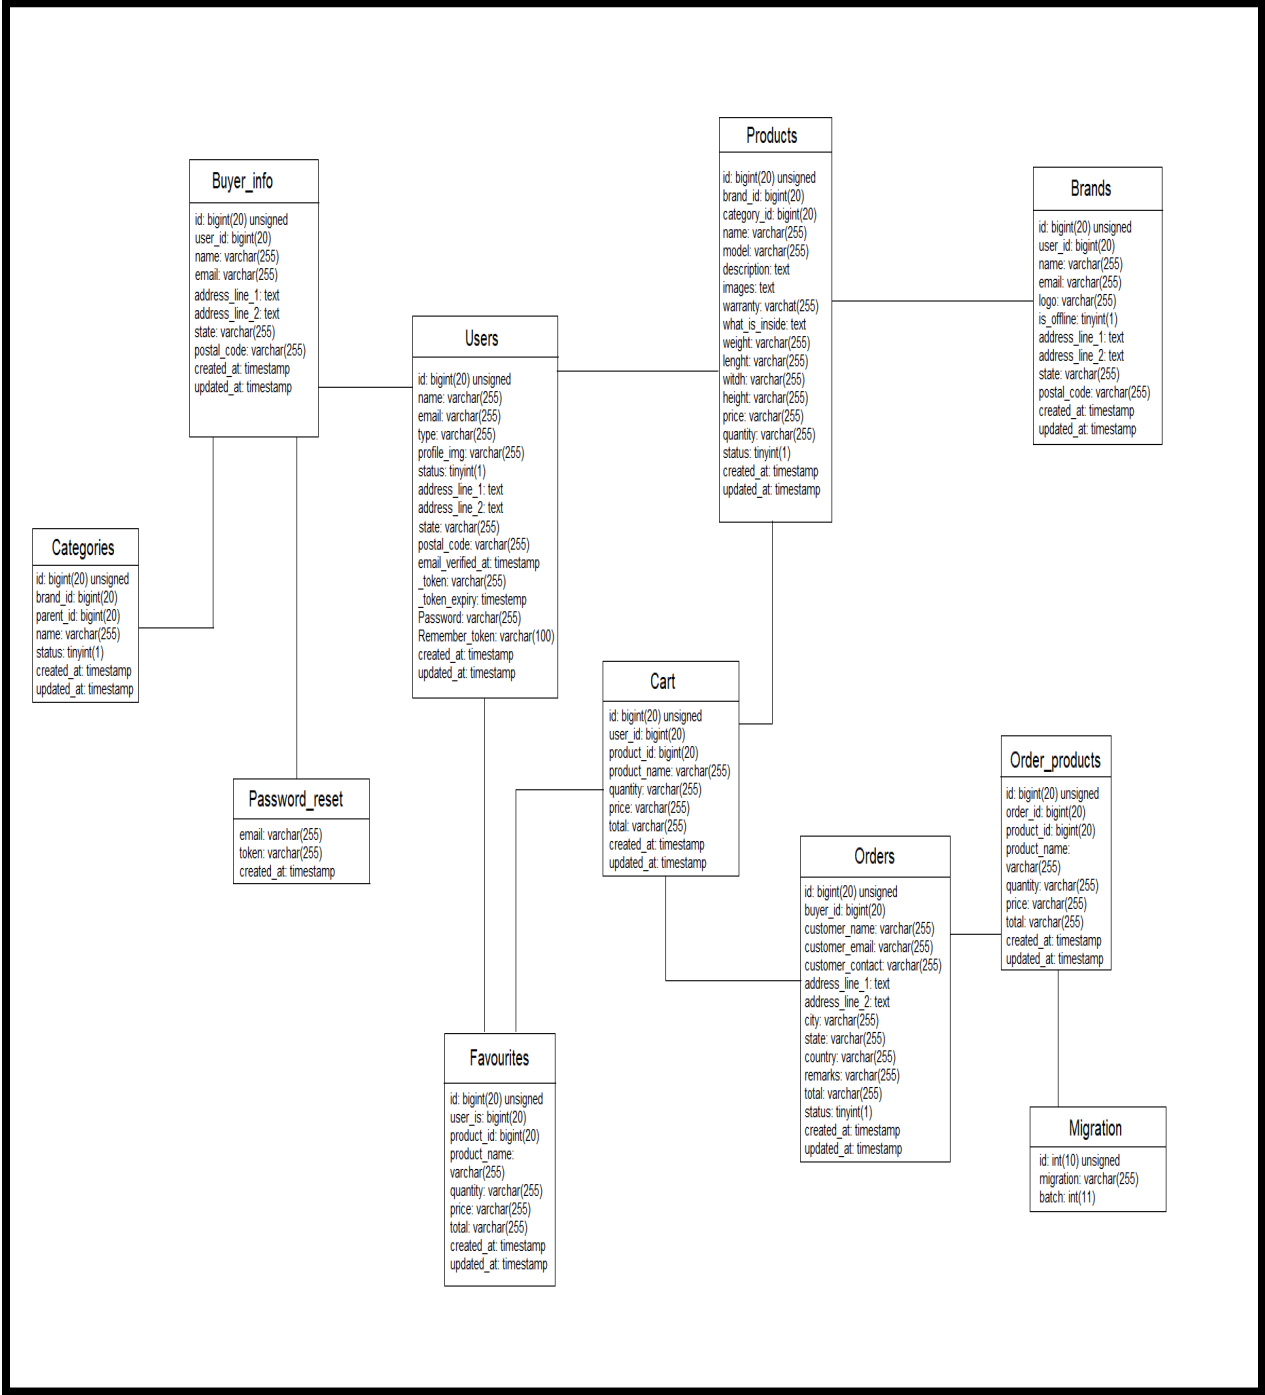 Products
id: bigint(20) unsigned
brand_id: bigint(20)
category_id: bigint(20)
name: varchar(255)
model: varchar(255)
description: text
images: text
warranty: varchat(255)
what_is_inside: text
weight: varchar(255)
lenght: varchar(255)
witdh: varchar(255)
height: varchar(255)
price: varchar(255)
quantity: varchar(255)
status: tinyint(1)
created_at: timestamp
updated_at: timestamp
Buyer_info
id: bigint(20) unsigned
user_id: bigint(20)
name: varchar(255)
email: varchar(255)
address_line_1: text
address_line_2: text
state: varchar(255)
postal_code: varchar(255)
created_at: timestamp
updated_at: timestamp
Brands
id: bigint(20) unsigned
user_id: bigint(20)
name: varchar(255)
email: varchar(255)
logo: varchar(255)
is_offline: tinyint(1)
address_line_1: text
address_line_2: text
state: varchar(255)
postal_code: varchar(255)
created_at: timestamp
updated_at: timestamp
Users
id: bigint(20) unsigned
name: varchar(255)
email: varchar(255)
type: varchar(255)
profile_img: varchar(255)
status: tinyint(1)
address_line_1: text
address_line_2: text
state: varchar(255)
postal_code: varchar(255)
email_verified_at: timestamp
_token: varchar(255)
_token_expiry: timestemp
Password: varchar(255)
Remember_token: varchar(100)
created_at: timestamp
updated_at: timestamp
Categories
id: bigint(20) unsigned
brand_id: bigint(20)
parent_id: bigint(20)
name: varchar(255)
status: tinyint(1)
created_at: timestamp
updated_at: timestamp
Cart
id: bigint(20) unsigned
user_id: bigint(20)
product_id: bigint(20)
product_name: varchar(255)
quantity: varchar(255)
price: varchar(255)
total: varchar(255)
created_at: timestamp
updated_at: timestamp
Order_products
id: bigint(20) unsigned
order_id: bigint(20)
product_id: bigint(20)
product_name:
varchar(255)
quantity: varchar(255)
price: varchar(255)
total: varchar(255)
created_at: timestamp
updated_at: timestamp
Password_reset
email: varchar(255)
token: varchar(255)
created_at: timestamp
Orders
id: bigint(20) unsigned
buyer_id: bigint(20)
customer_name: varchar(255)
customer_email: varchar(255)
customer_contact: varchar(255)
address_line_1: text
address_line_2: text
city: varchar(255)
state: varchar(255)
country: varchar(255)
remarks: varchar(255)
total: varchar(255)
status: tinyint(1)
created_at: timestamp
updated_at: timestamp
Favourites
id: bigint(20) unsigned
user_is: bigint(20)
product_id: bigint(20)
product_name:
varchar(255)
quantity: varchar(255)
price: varchar(255)
total: varchar(255)
created_at: timestamp
updated_at: timestamp
Migration
id: int(10) unsigned
migration: varchar(255)
batch: int(11)